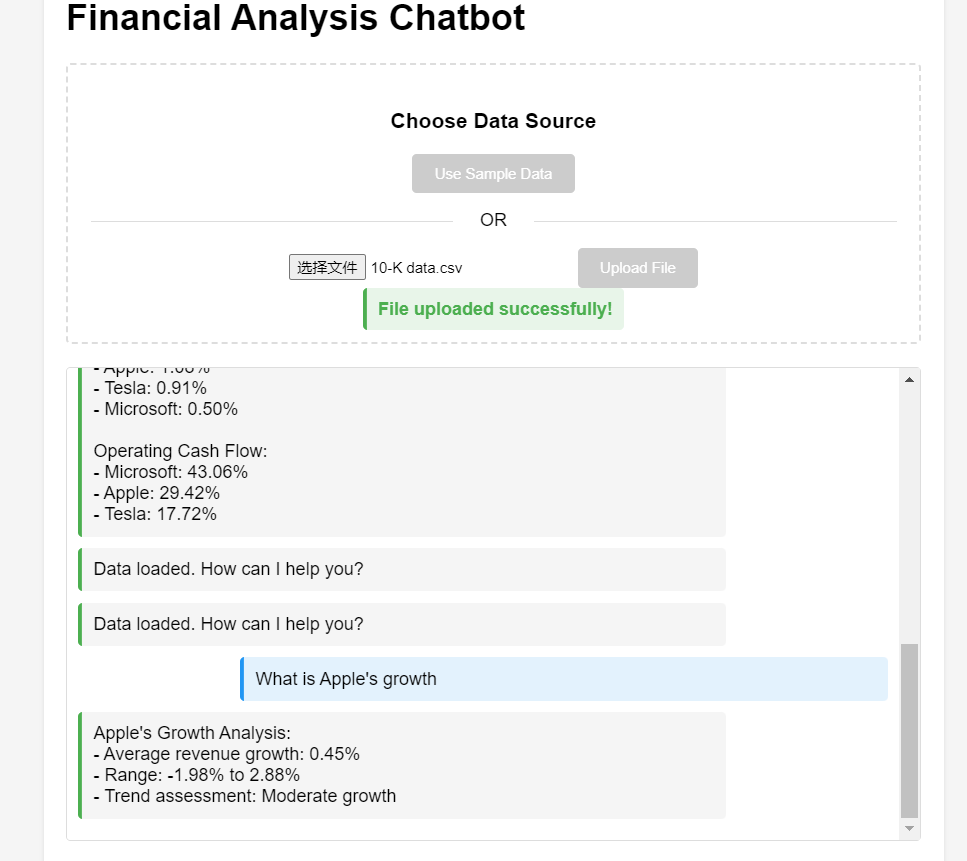 Financial Analysis Chatbot
Choose Data Source
Use Sample Data
OR
选择文件 10-K data.csv
Upload File
File uploaded successfully!
- Apple:
- Tesla: 0.91%
- Microsoft: 0.50%
Operating Cash Flow:
- Microsoft: 43.06%
- Apple: 29.42%
- Tesla: 17.72%
Data loaded. How can I help you?
Data loaded. How can I help you?
What is Apple's growth
Apple's Growth Analysis:
- Average revenue growth: 0.45%
- Range: -1.98% to 2.88%
- Trend assessment: Moderate growth